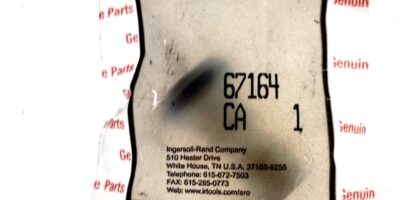 Genuin
e Parts
Genuin
67164
CA 1
Ge
Genuin
e Parts
Ingersoll-Rand Company
510 Hester Drive
White House, TN U.S.A. 37188-9255
Telephone: 615-672-7503
FAX: 615-285-0773
Web: www.irtools.com/aro
Ge
e Parts
Genuin